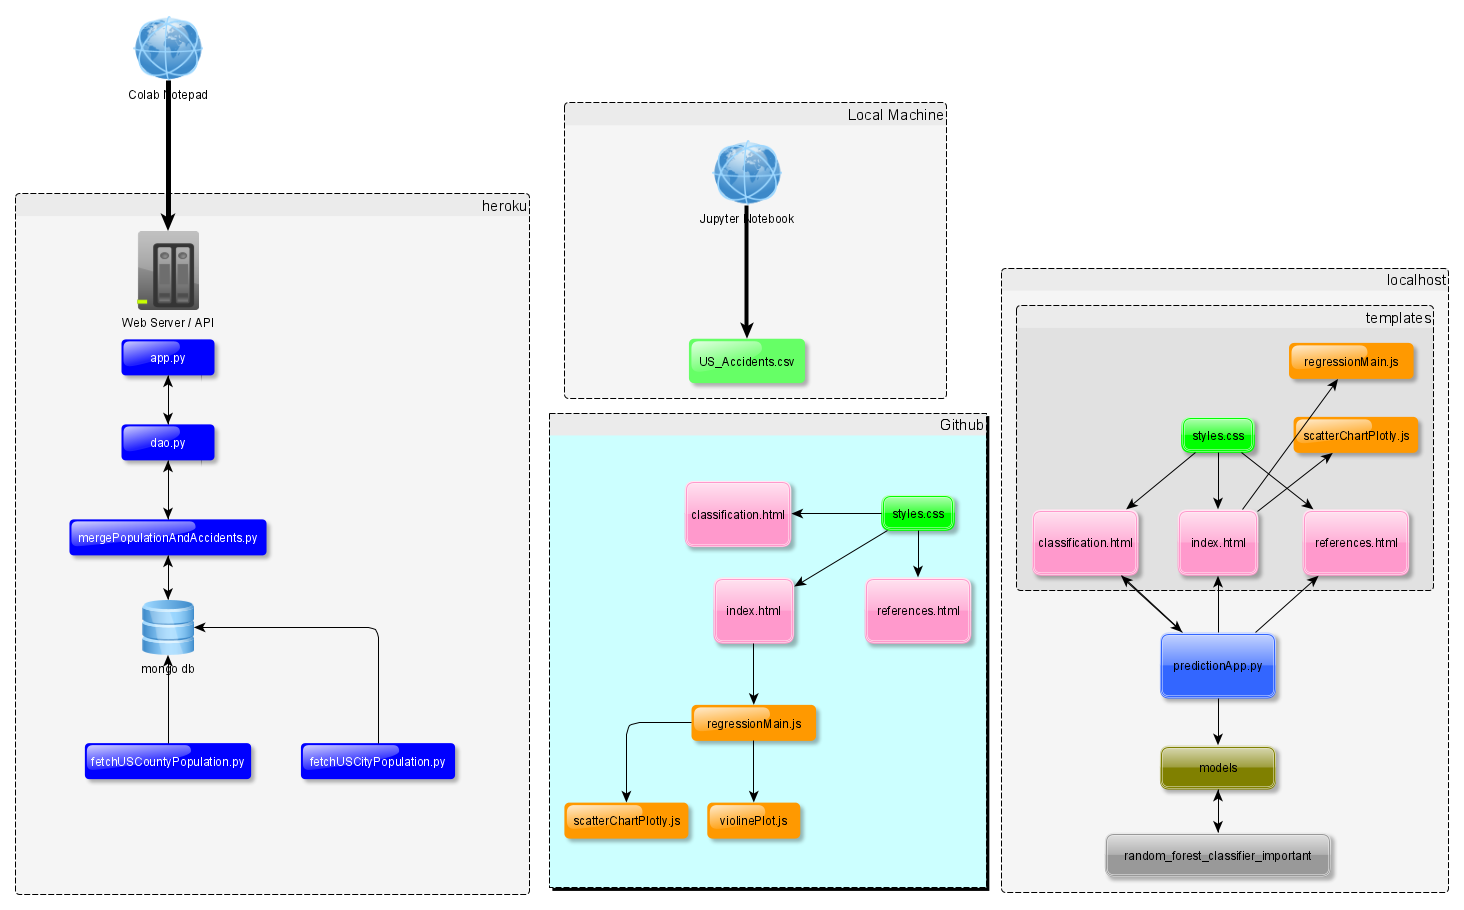 Colab Notepad
heroku
Web Server / API
app.py
dao.py
mergePopulationAndAccidents.py
mongo db
fetchUSCountyPopulation.py
fetchUSCityPopulation.py
Local Machine
Jupyter Notebook
US_Accidents.csv
Github
classification.html
styles.css
index.html
references.html
regressionMain.js
scatterChartPlotly.js
violinePlot.js
localhost
templates
regressionMain.js
styles.css
scatterChartPlotly.js
classification.html
index.html
references.html
predictionApp.py
models
random_forest_classifier_important